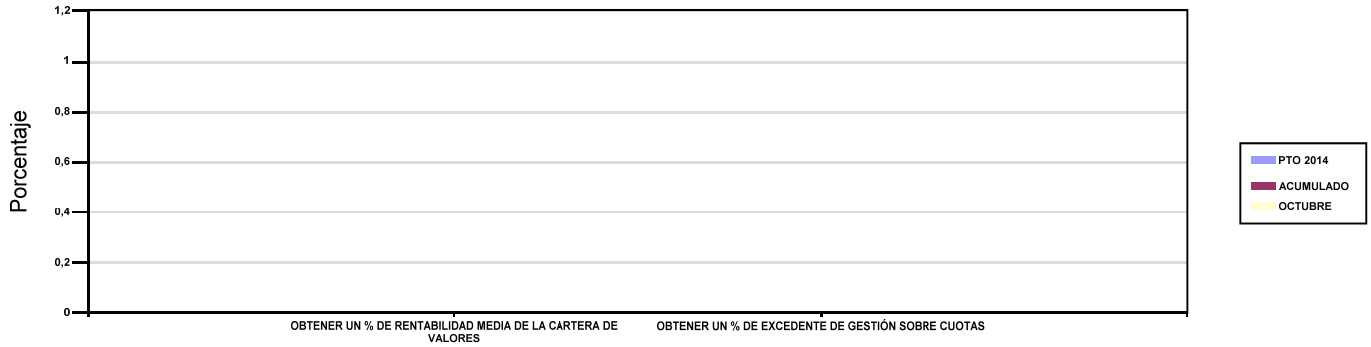 1,2
1
0,8
0,6
0,4
0,2
0
Porcentaje
OBTENER UN % DE RENTABILIDAD MEDIA DE LA CARTERA DE
VALORES
OBTENER UN % DE EXCEDENTE DE GESTIÓN SOBRE CUOTAS
PTO 2014
ACUMULADO
OCTUBRE